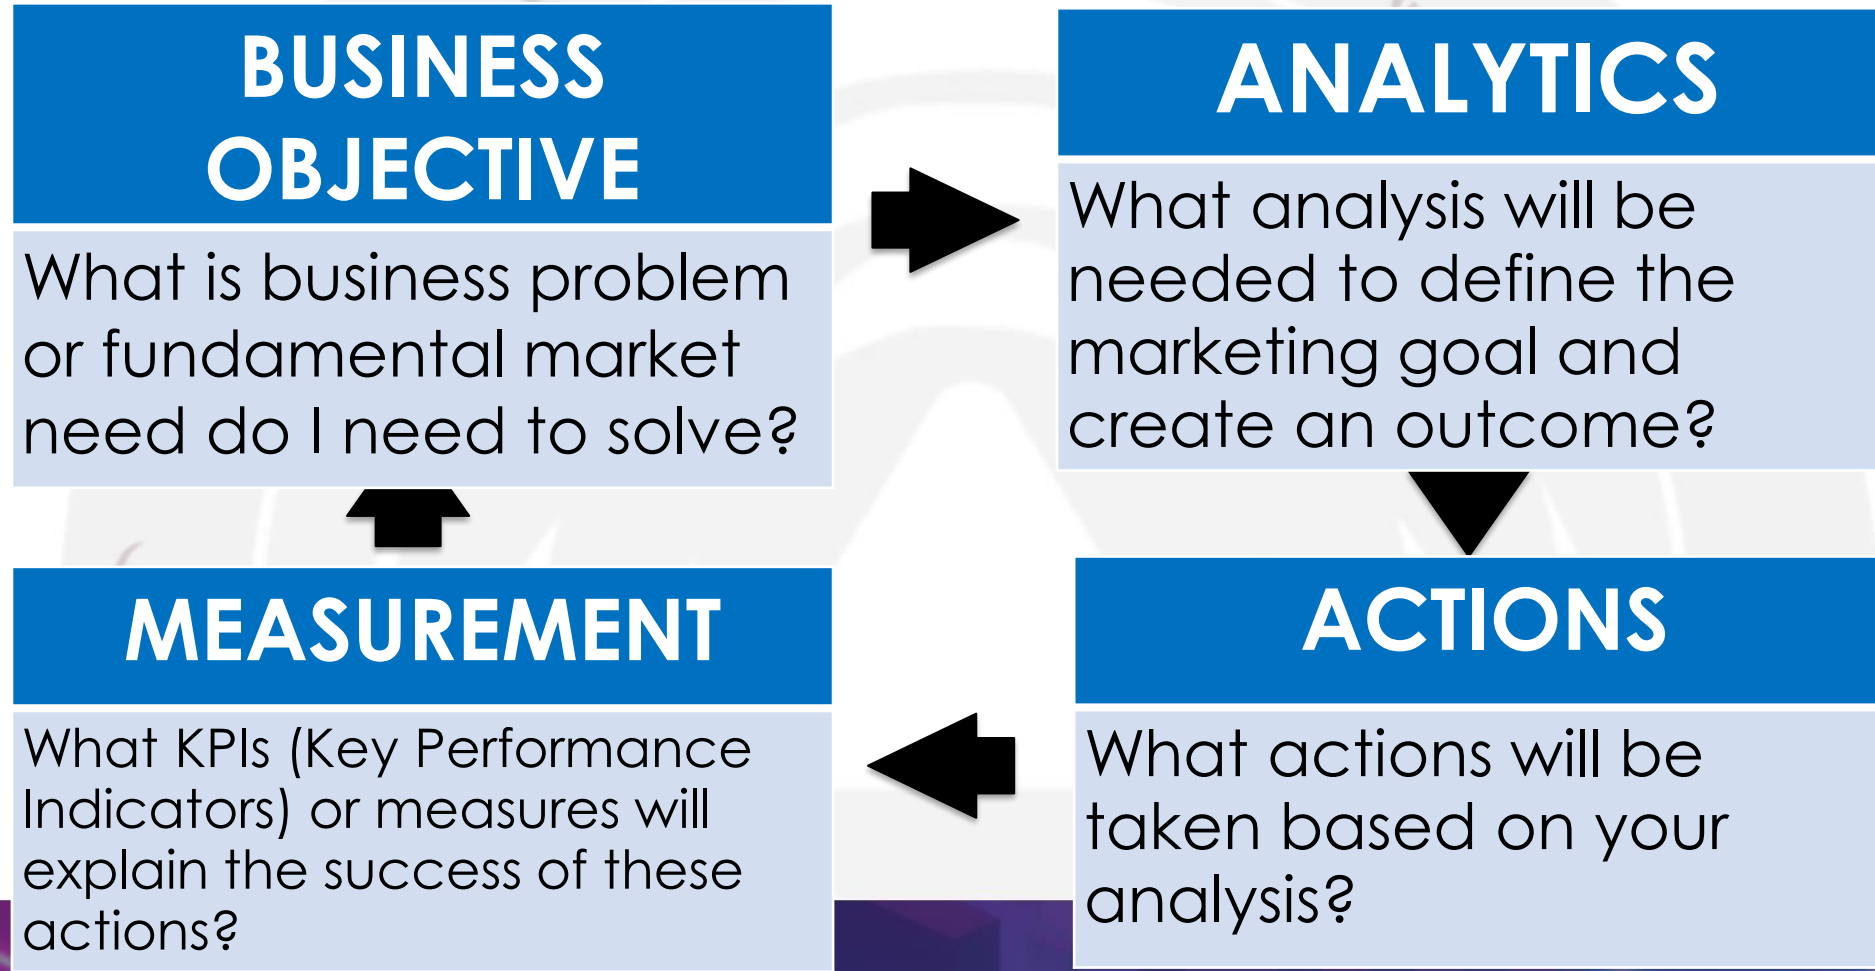 BUSINESS
OBJECTIVE
What is business problem
or fundamental market
need do I need to solve?
ANALYTICS
What analysis will be
needed to define the
marketing goal and
create an outcome?
MEASUREMENT
What KPIs (Key Performance
Indicators) or measures will
explain the success of these
actions?
ACTIONS
What actions will be
taken based on your
analysis?